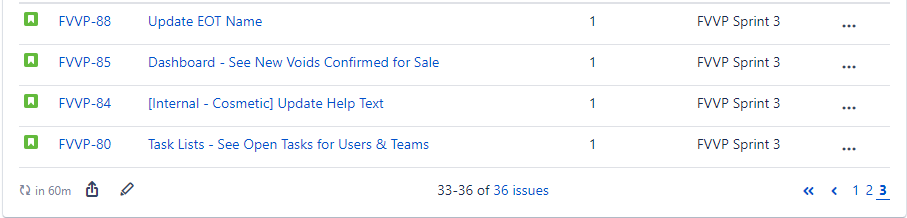 FVVP-88 Update EOT Name 1 FVVP Sprint 3 ...
FVVP-85 Dashboard - See New Voids Confirmed for Sale 1 FVVP Sprint 3 ...
FVVP-84 [Internal - Cosmetic] Update Help Text 1 FVVP Sprint 3 ...
FVVP-80 Task Lists - See Open Tasks for Users & Teams 1 FVVP Sprint 3 ...
in 60m 33-36 of 36 issues « ‹ 1 2 3